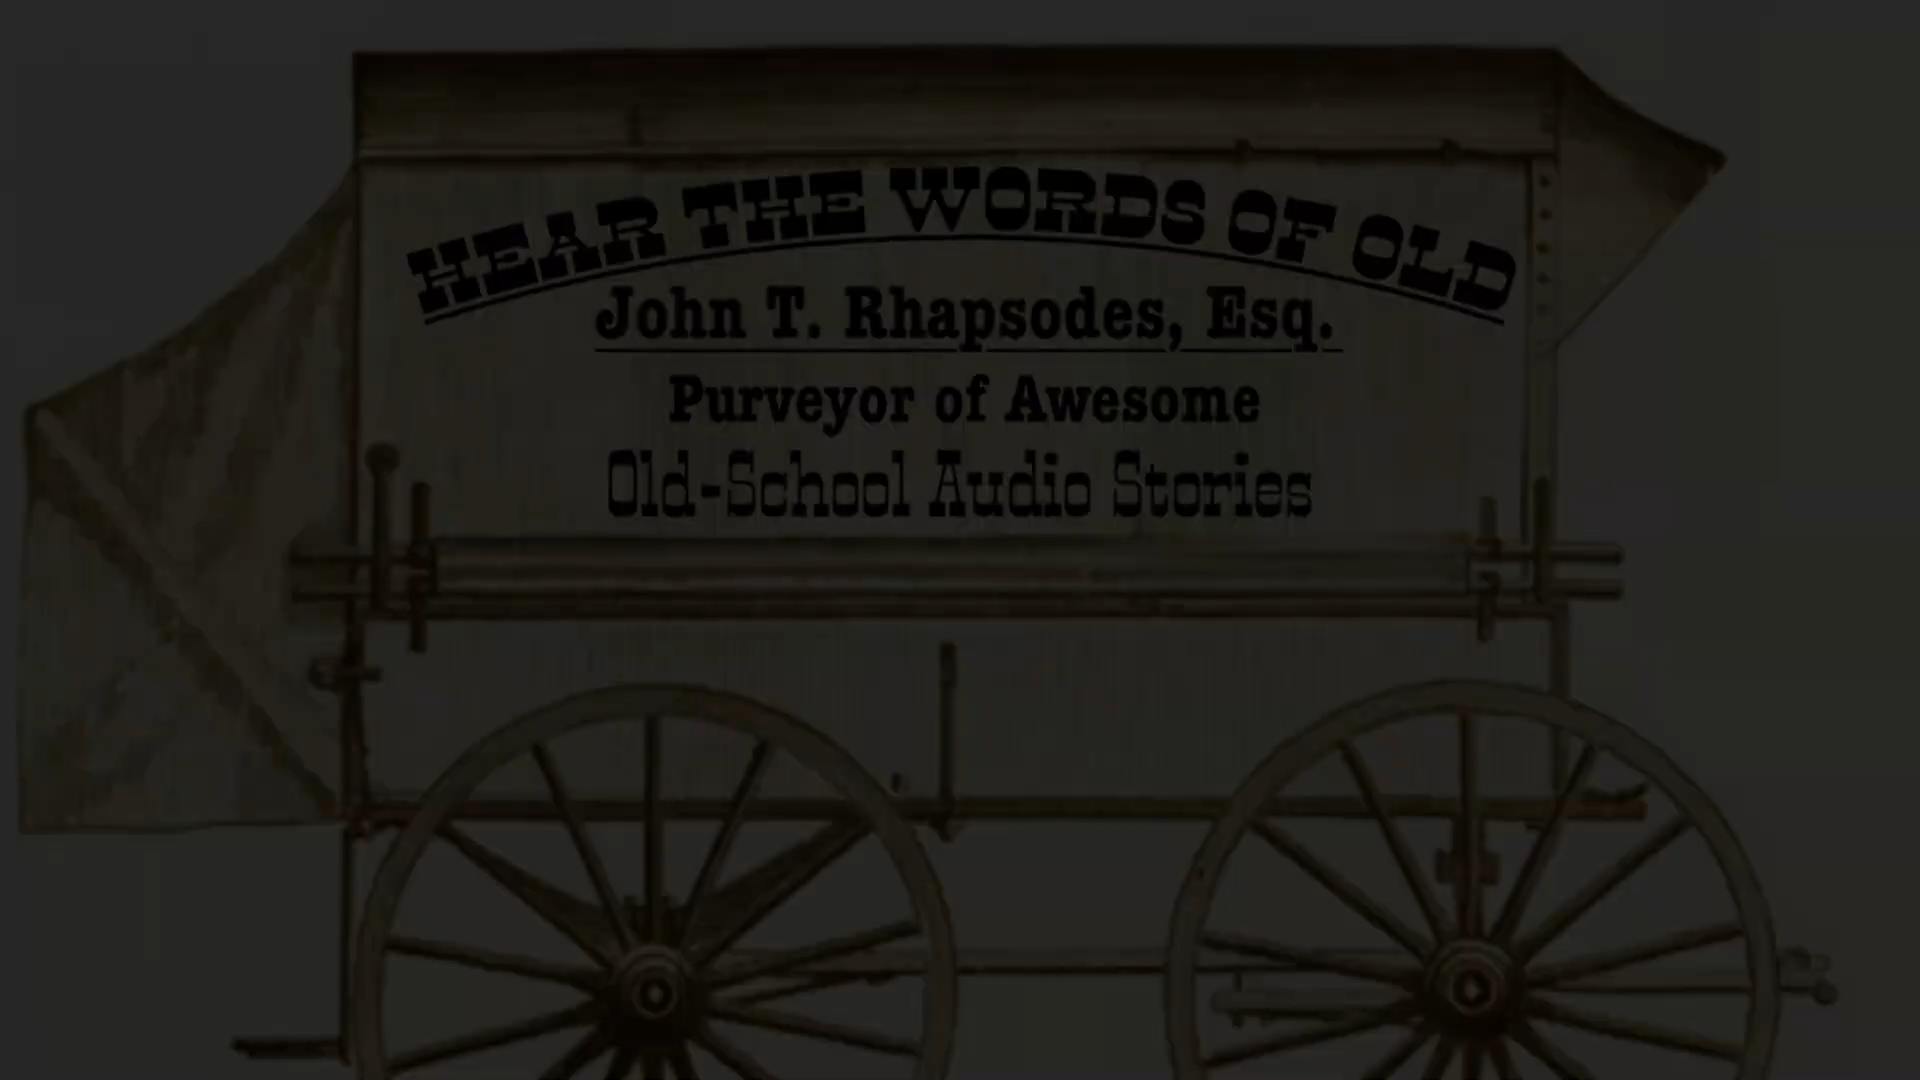 HEAR THE WORDS OF OLD
John T. Rhapsodes, Esq.
Purveyor of Awesome
Old-School Audio Stories